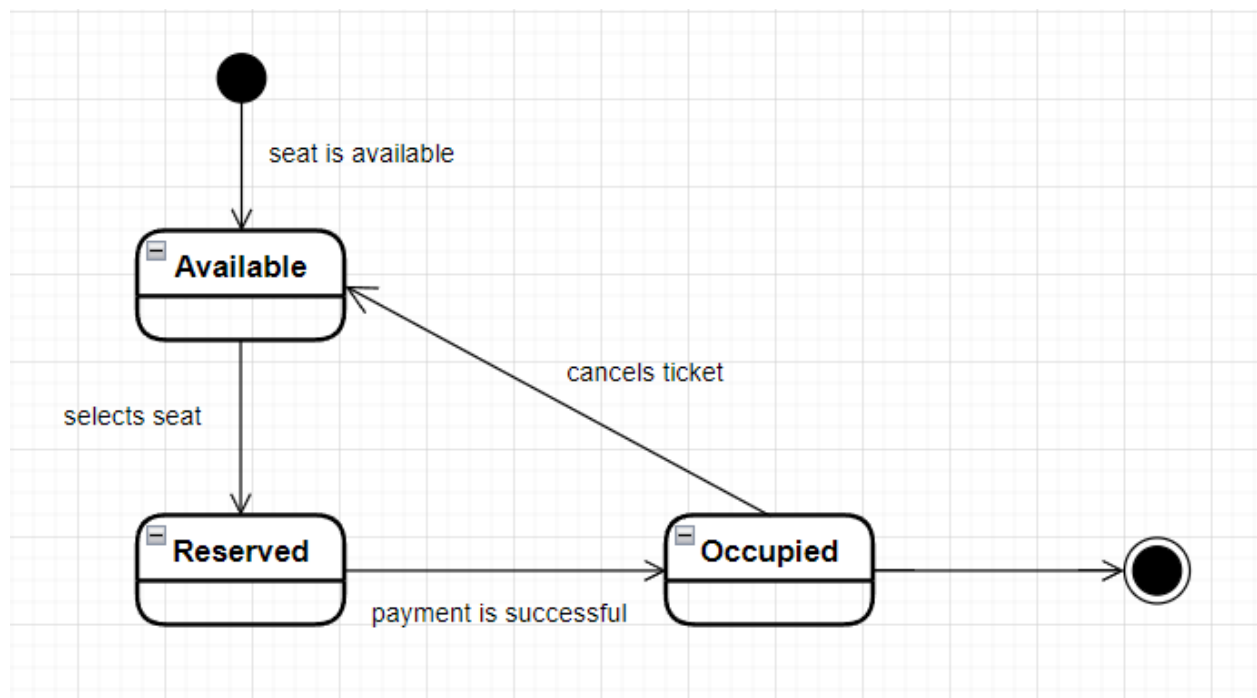 seat is available
Available
cancels ticket
selects seat
Reserved
Occupied
payment is successful